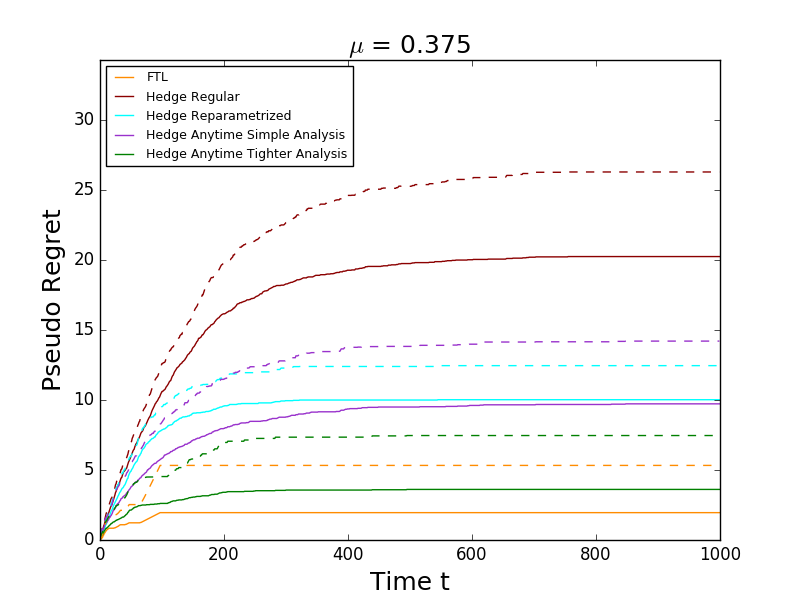 μ = 0.375
FTL
Hedge Regular
Hedge Reparametrized
Hedge Anytime Simple Analysis
Hedge Anytime Tighter Analysis
Pseudo Regret
30
25
20
15
10
5
0
0 200 400 600 800 1000
Time t